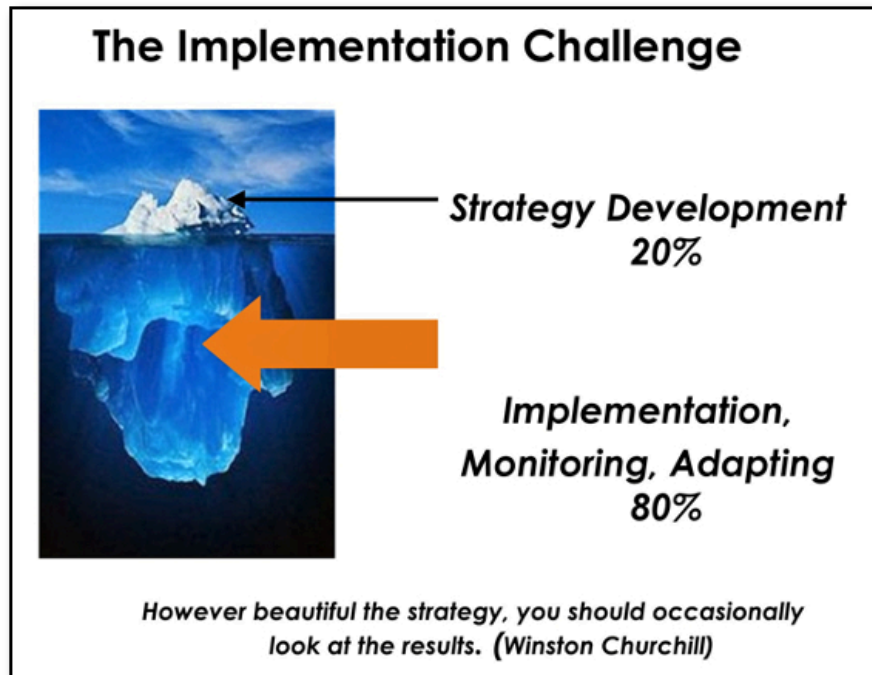 The Implementation Challenge
Strategy Development
20%
Implementation,
Monitoring, Adapting
80%
However beautiful the strategy, you should occasionally
look at the results. (Winston Churchill)